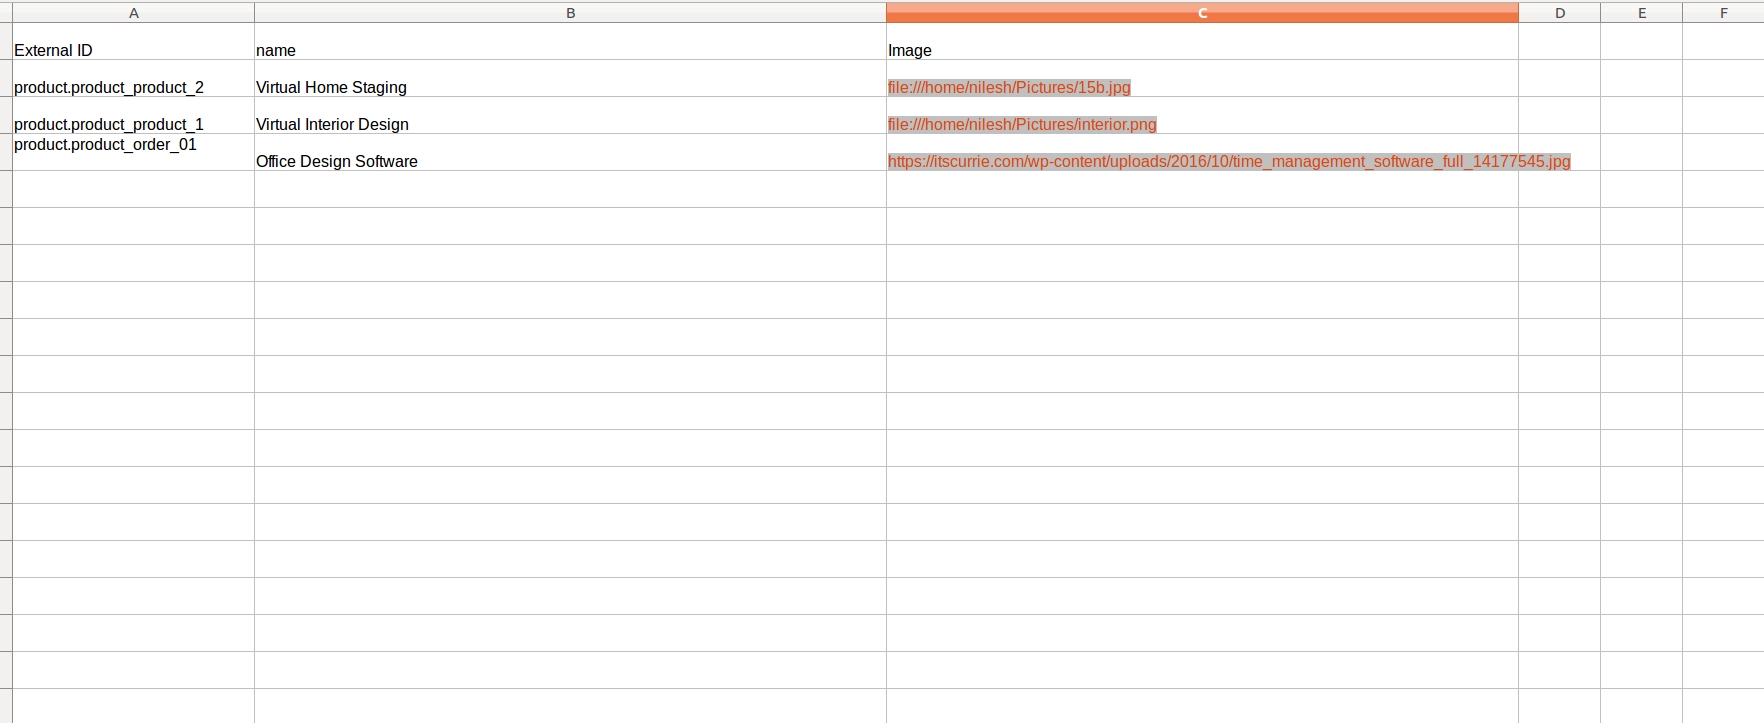 A B C D E F
External ID name Image
product.product_product_2 Virtual Home Staging file:///home/nilesh/Pictures/15b.jpg
product.product_product_1 Virtual Interior Design file:///home/nilesh/Pictures/interior.png
product.product_order_01 Office Design Software https://itscurrie.com/wp-content/uploads/2016/10/time_management_software_full_14177545.jpg